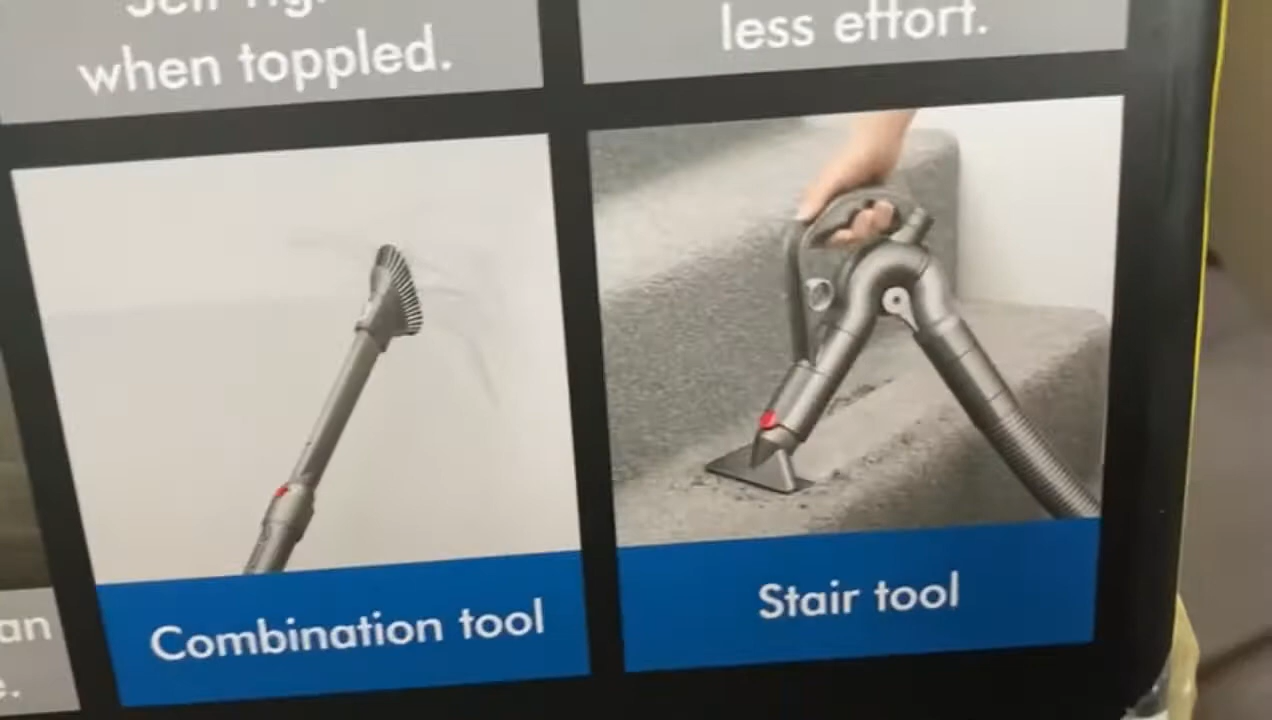 when toppled.
less effort.
Combination tool
Stair tool